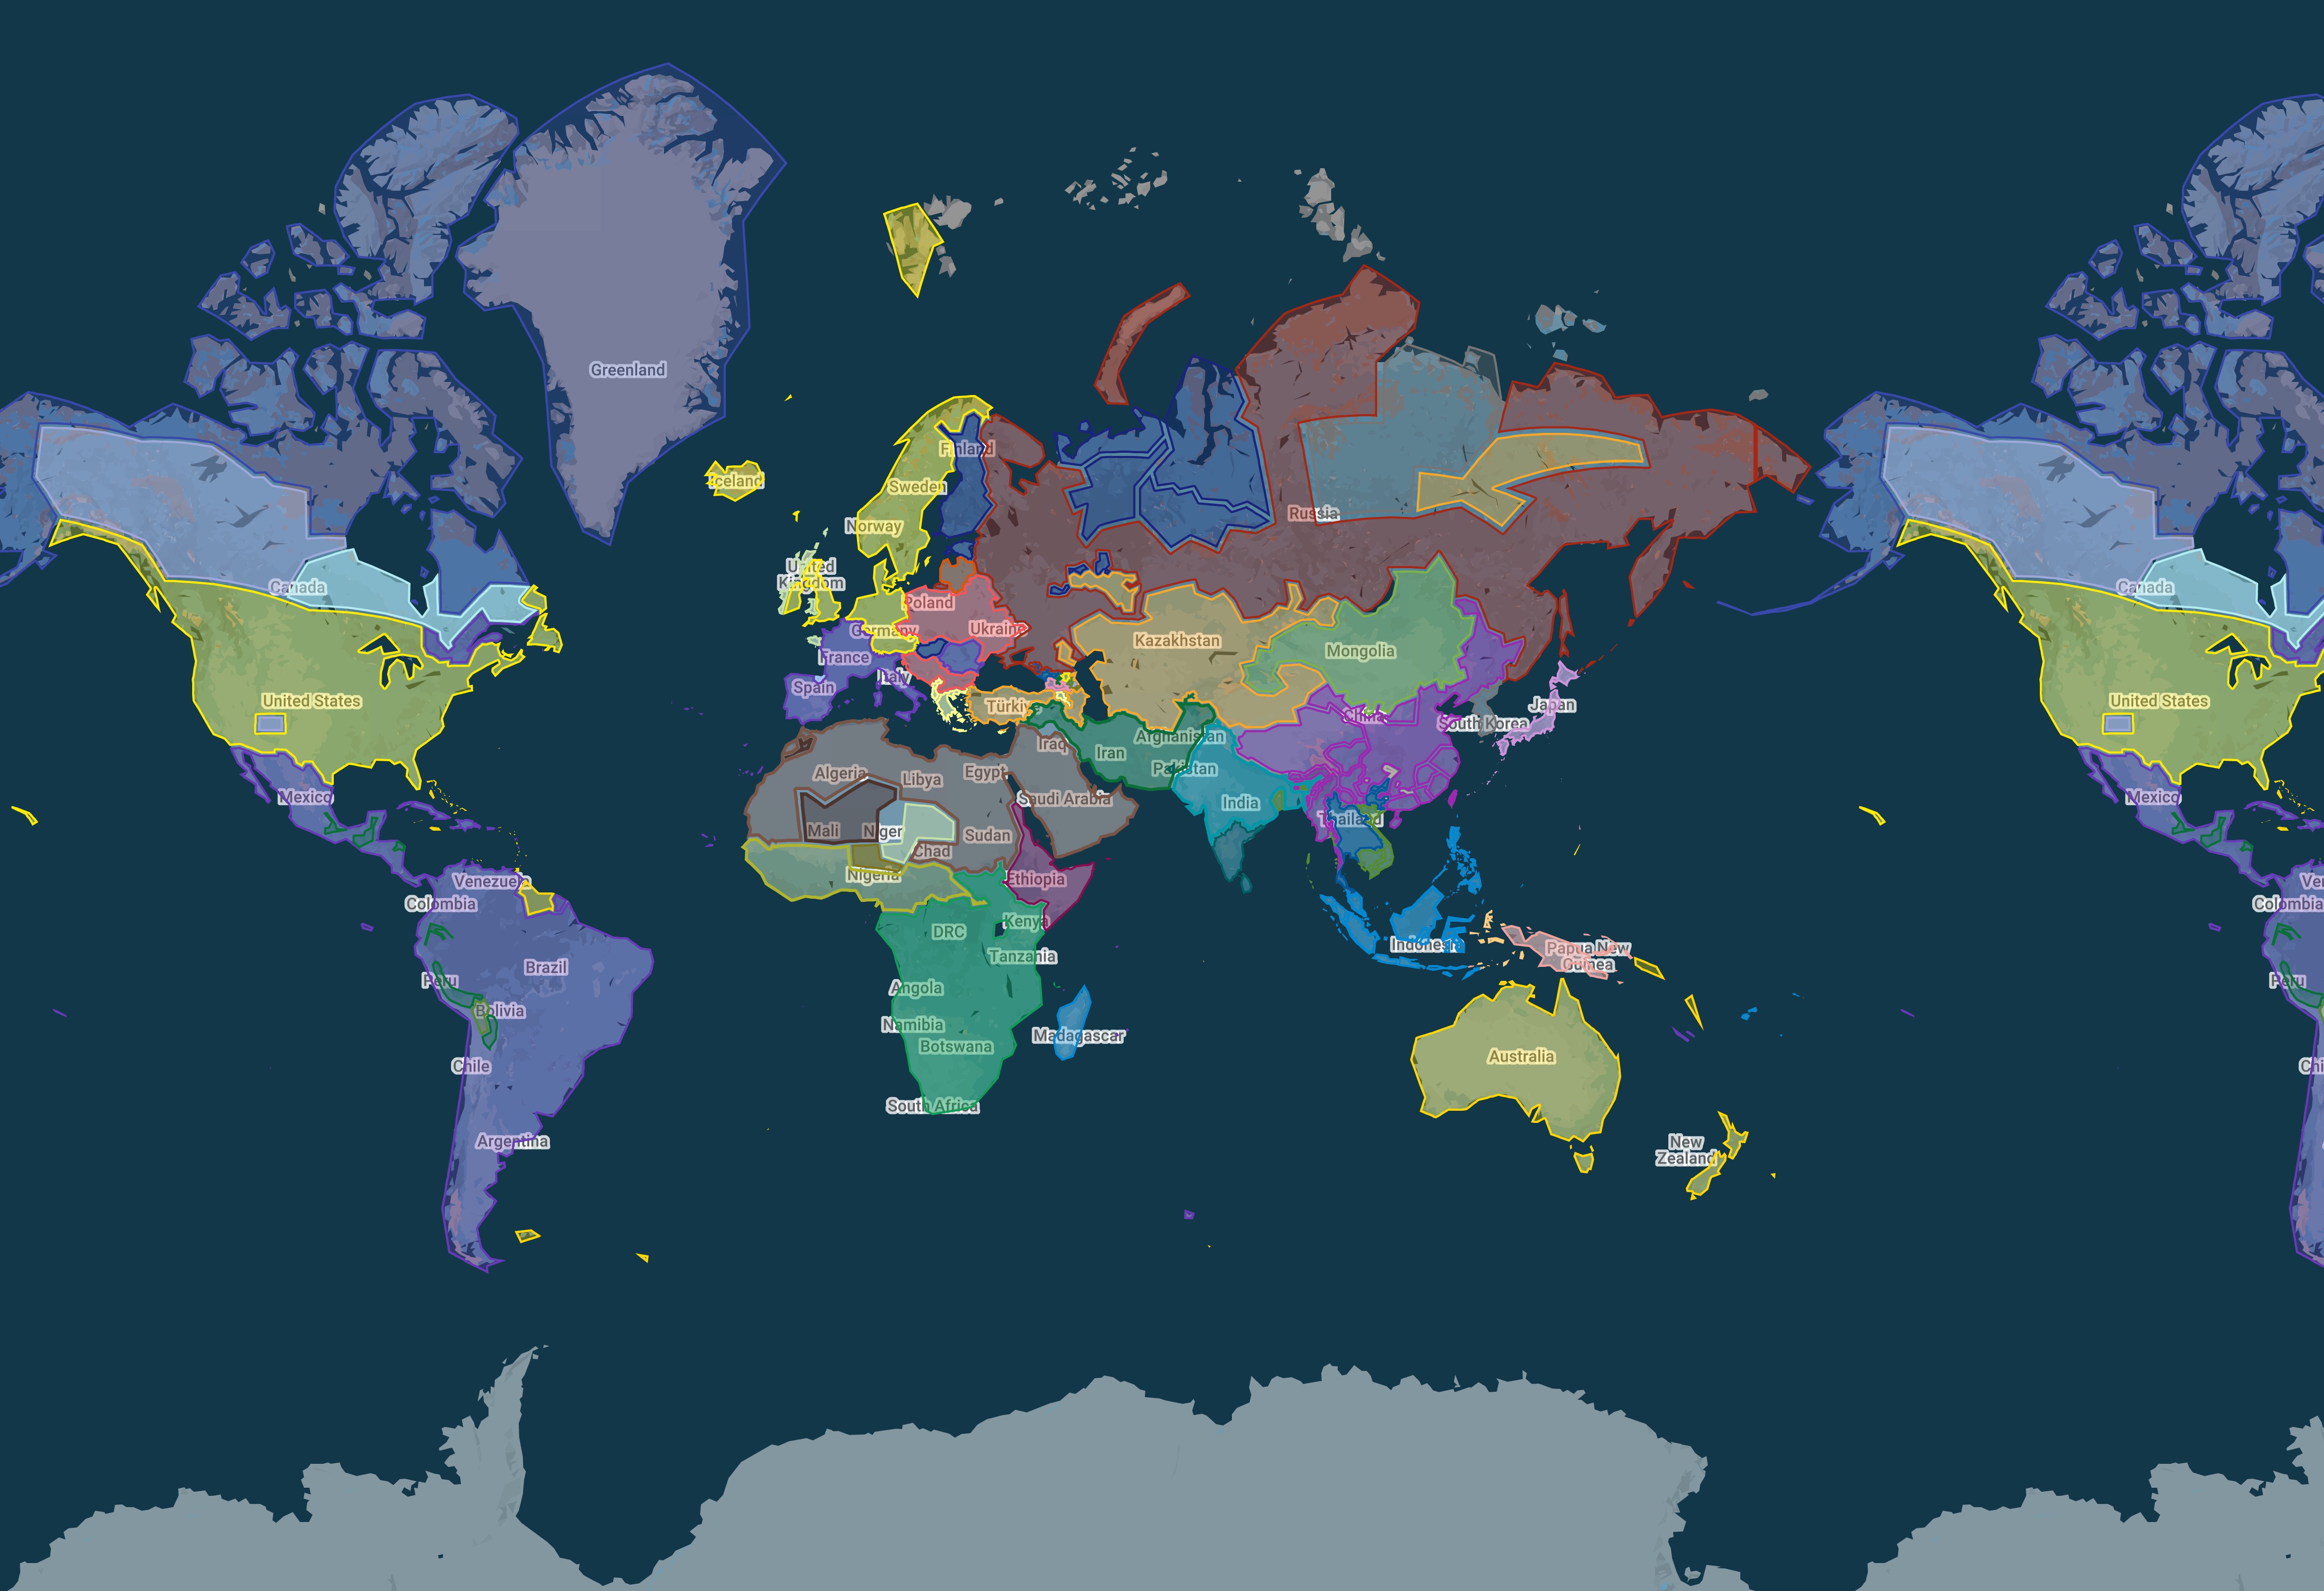 Greenland
Finland
Iceland
Sweden
Norway
Russia
United
Kingdom
Canada
Canada
Poland
Ukraine
Germany
Kazakhstan
Mongolia
France
Italy
Spain
United States
Türkiye
China
South Korea
Japan
United States
Iraq
Iran
Afghanistan
Pakistan
Algeria
Libya
Egypt
Saudi Arabia
India
Mexico
Mexico
Mali
Niger
Sudan
Thailand
Chad
Nigeria
Ethiopia
Venezuela
Colombia
Colombia
DRC
Kenya
Tanzania
Indonesia
Papua New
Guinea
Brazil
Peru
Peru
Angola
Bolivia
Namibia
Madagascar
Botswana
Australia
Chile
South Africa
Argentina
New
Zealand